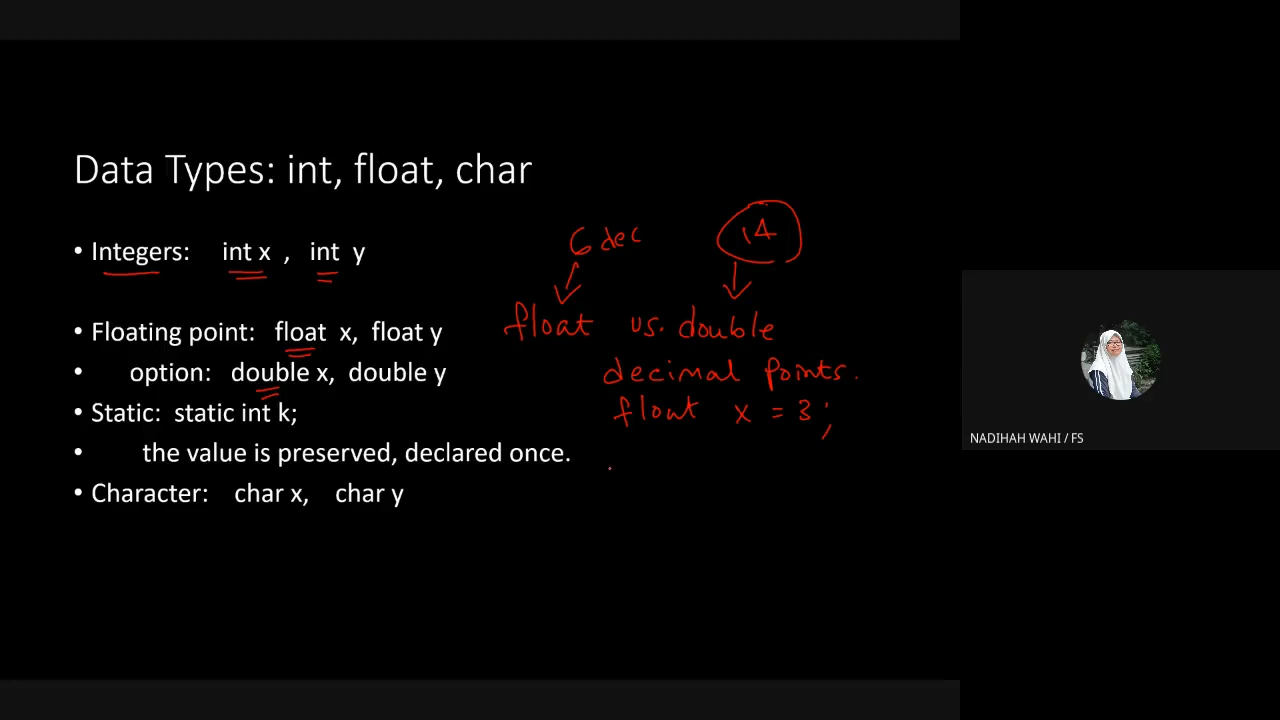 Data Types: int, float, char
• Integers: int x , int y
6 dec 14
• Floating point: float x, float y
float vs. double
• option: double x, double y
decimal points.
• Static: static int k;
float x = 3;
• the value is preserved, declared once.
• Character: char x, char y
NADIHAH WAHI / FS